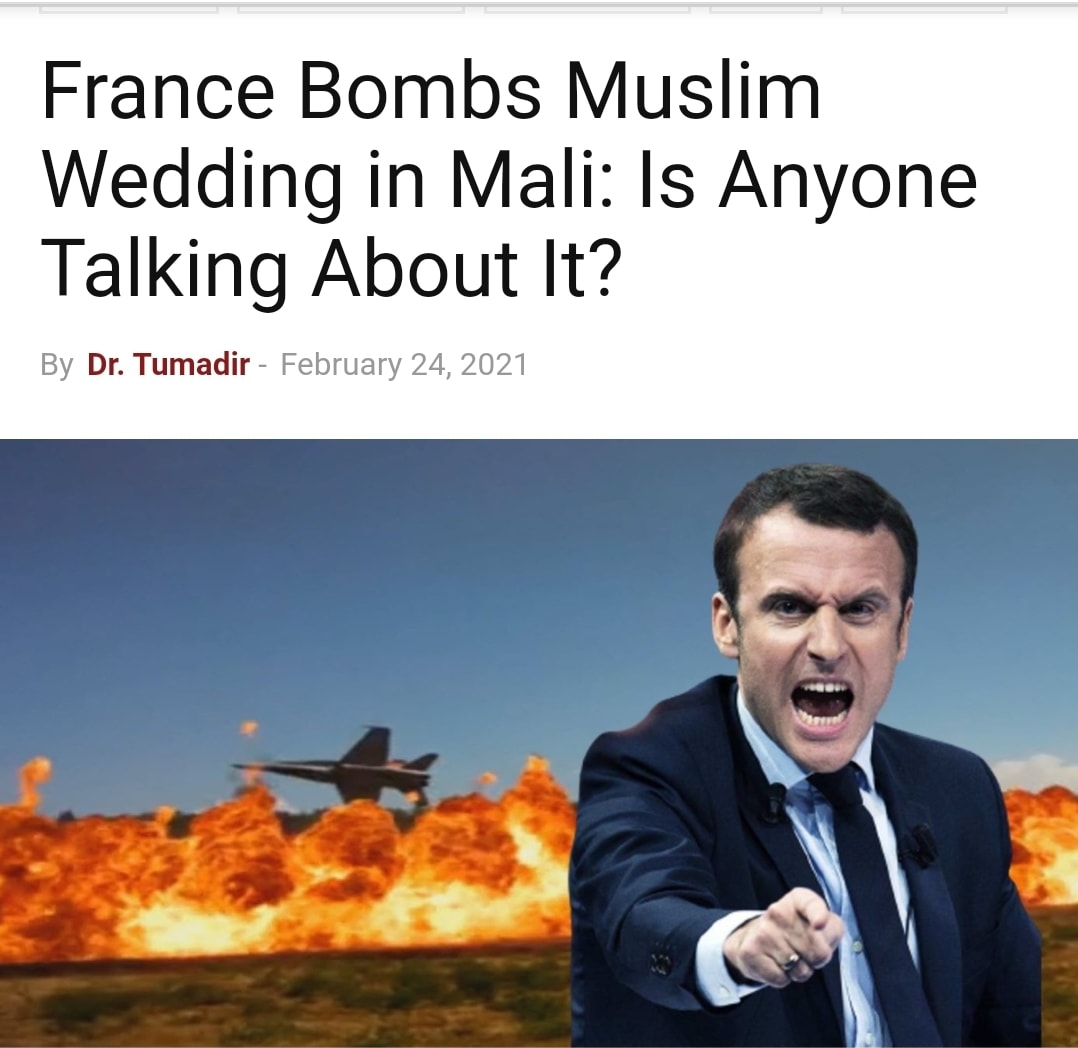 France Bombs Muslim
Wedding in Mali: Is Anyone
Talking About It?
By Dr. Tumadir - February 24, 2021